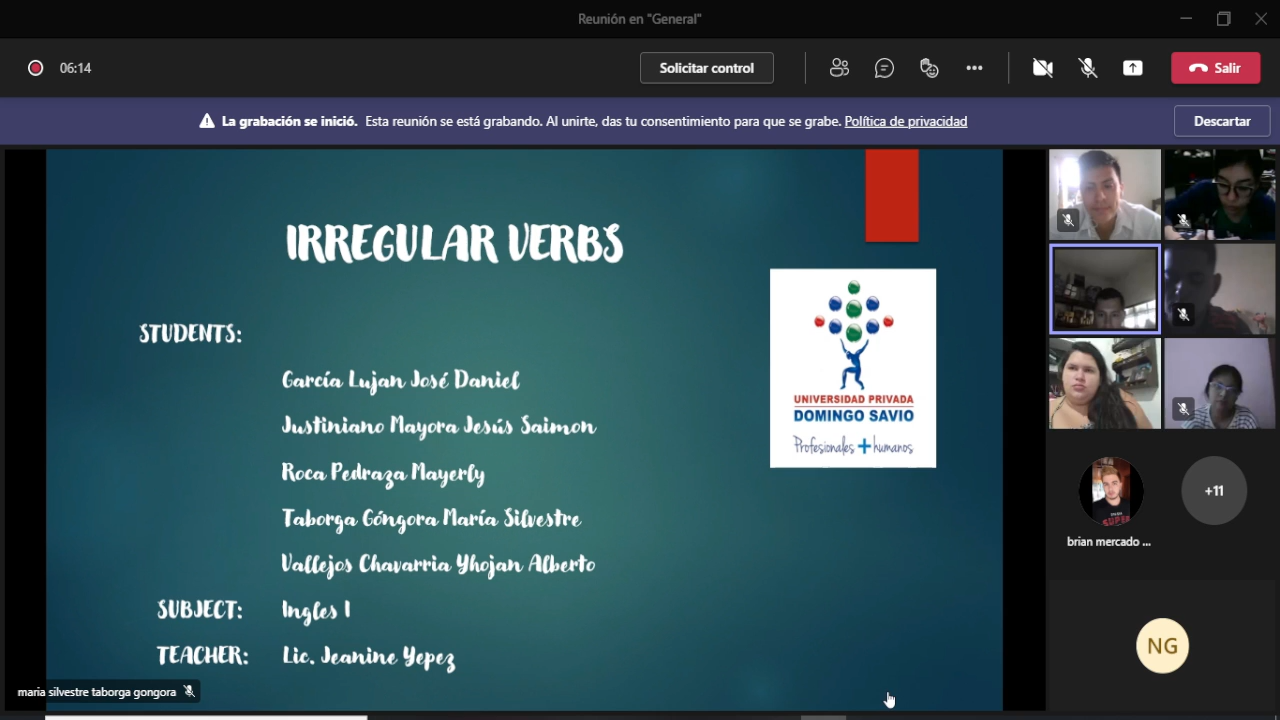 Reunión en "General"
06:14
Solicitar control
Salir
La grabación se inició. Esta reunión se está grabando. Al unirte, das tu consentimiento para que se grabe. Política de privacidad
Descartar
IRREGULAR VERBS
STUDENTS:
García Lujan José Daniel
Justiniano Mayora Jesús Saimon
Roca Pedraza Mayerly
Taborga Góngora María Silvestre
Vallejos Chavarria Yhojan Alberto
SUBJECT: Ingles I
TEACHER: Lic. Jeanine Yepez
UNIVERSIDAD PRIVADA
DOMINGO SAVIO
Profesionales + humanos
maria silvestre taborga gongora
SUPER
brian mercado ...
+11
NG